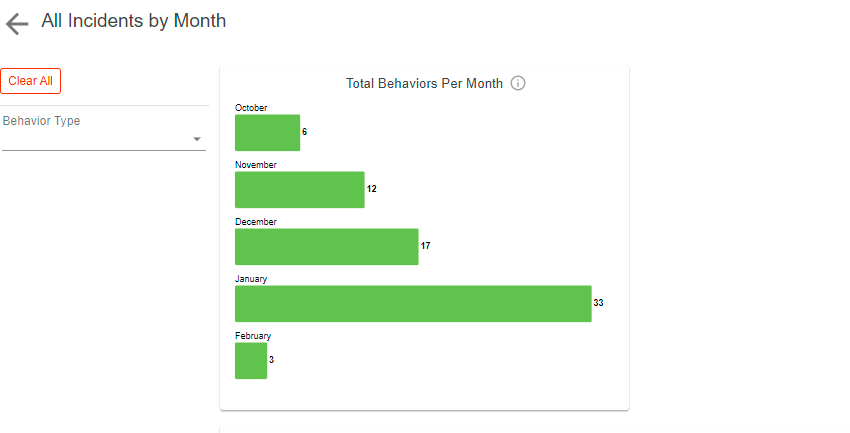 All Incidents by Month
Clear All
Behavior Type
Total Behaviors Per Month
October
6
November
12
December
17
January
33
February
3